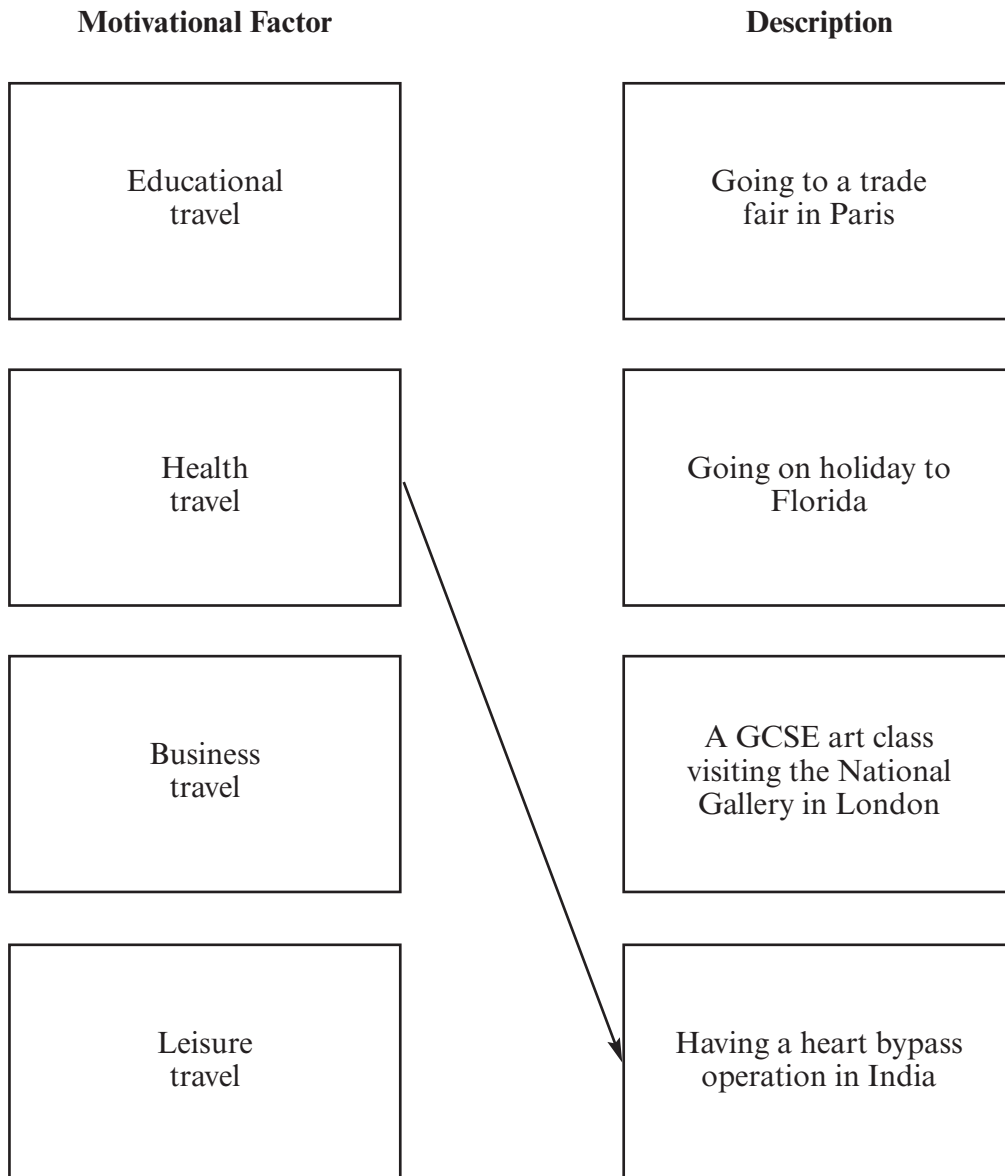 Motivational Factor
Description
Educational
travel
Going to a trade
fair in Paris
Health
travel
Going on holiday to
Florida
Business
travel
A GCSE art class
visiting the National
Gallery in London
Leisure
travel
Having a heart bypass
operation in India